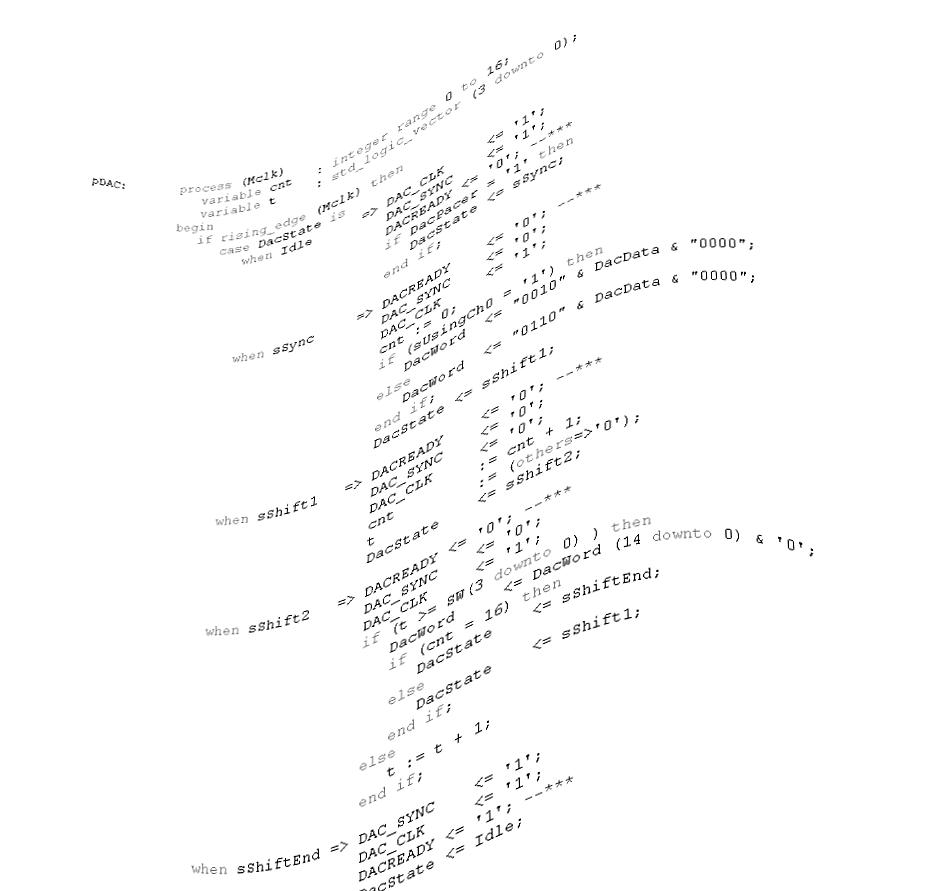 pDAC: process (Mclk)
variable cnt : integer range 0 to 16;
variable t : std_logic_vector (3 downto 0);
begin
if rising_edge (Mclk) then
case DacState is
when Idle => DAC_CLK <= '1';
DAC_SYNC <= '1';
DACREADY <= '0'; --***
if DacPacer = '1' then
DacState <= sSync;
end if;
when sSync => DACREADY <= '0'; --***
DAC_SYNC <= '0';
DAC_CLK <= '1';
cnt := 0;
if (sUsingCh0 = '1') then
DacWord <= "0010" & DacData & "0000";
else
DacWord <= "0110" & DacData & "0000";
end if;
DacState <= sShift1;
when sShift1 => DACREADY <= '0'; --***
DAC_SYNC <= '0';
DAC_CLK <= '0';
cnt := cnt + 1;
t := (others=>'0');
DacState <= sShift2;
when sShift2 => DACREADY <= '0'; --***
DAC_SYNC <= '0';
DAC_CLK <= '1';
if (t >= SW(3 downto 0) ) then
DacWord <= DacWord (14 downto 0) & '0';
if (cnt = 16) then
DacState <= sShiftEnd;
else
DacState <= sShift1;
end if;
else
t := t + 1;
end if;
when sShiftEnd => DAC_SYNC <= '1';
DAC_CLK <= '1';
DACREADY <= '1'; --***
DacState <= Idle;